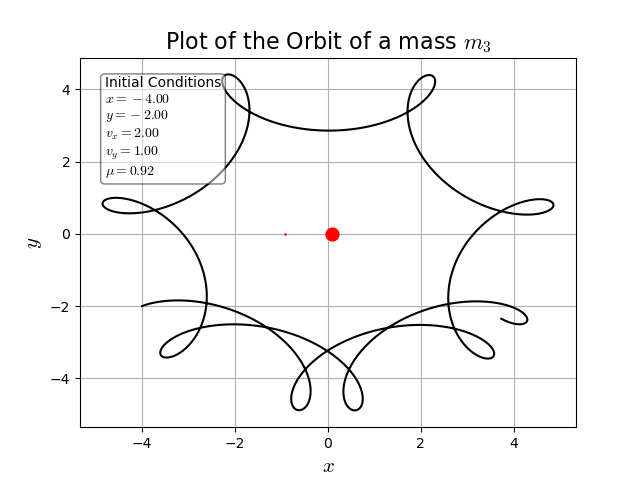 Plot of the Orbit of a mass $m_3$
Initial Conditions
$x = -4.00$
$y = -2.00$
$v_x = 2.00$
$v_y = 1.00$
$\mu = 0.92$
4
2
0
−2
−4
y
−4 −2 0 2 4
x